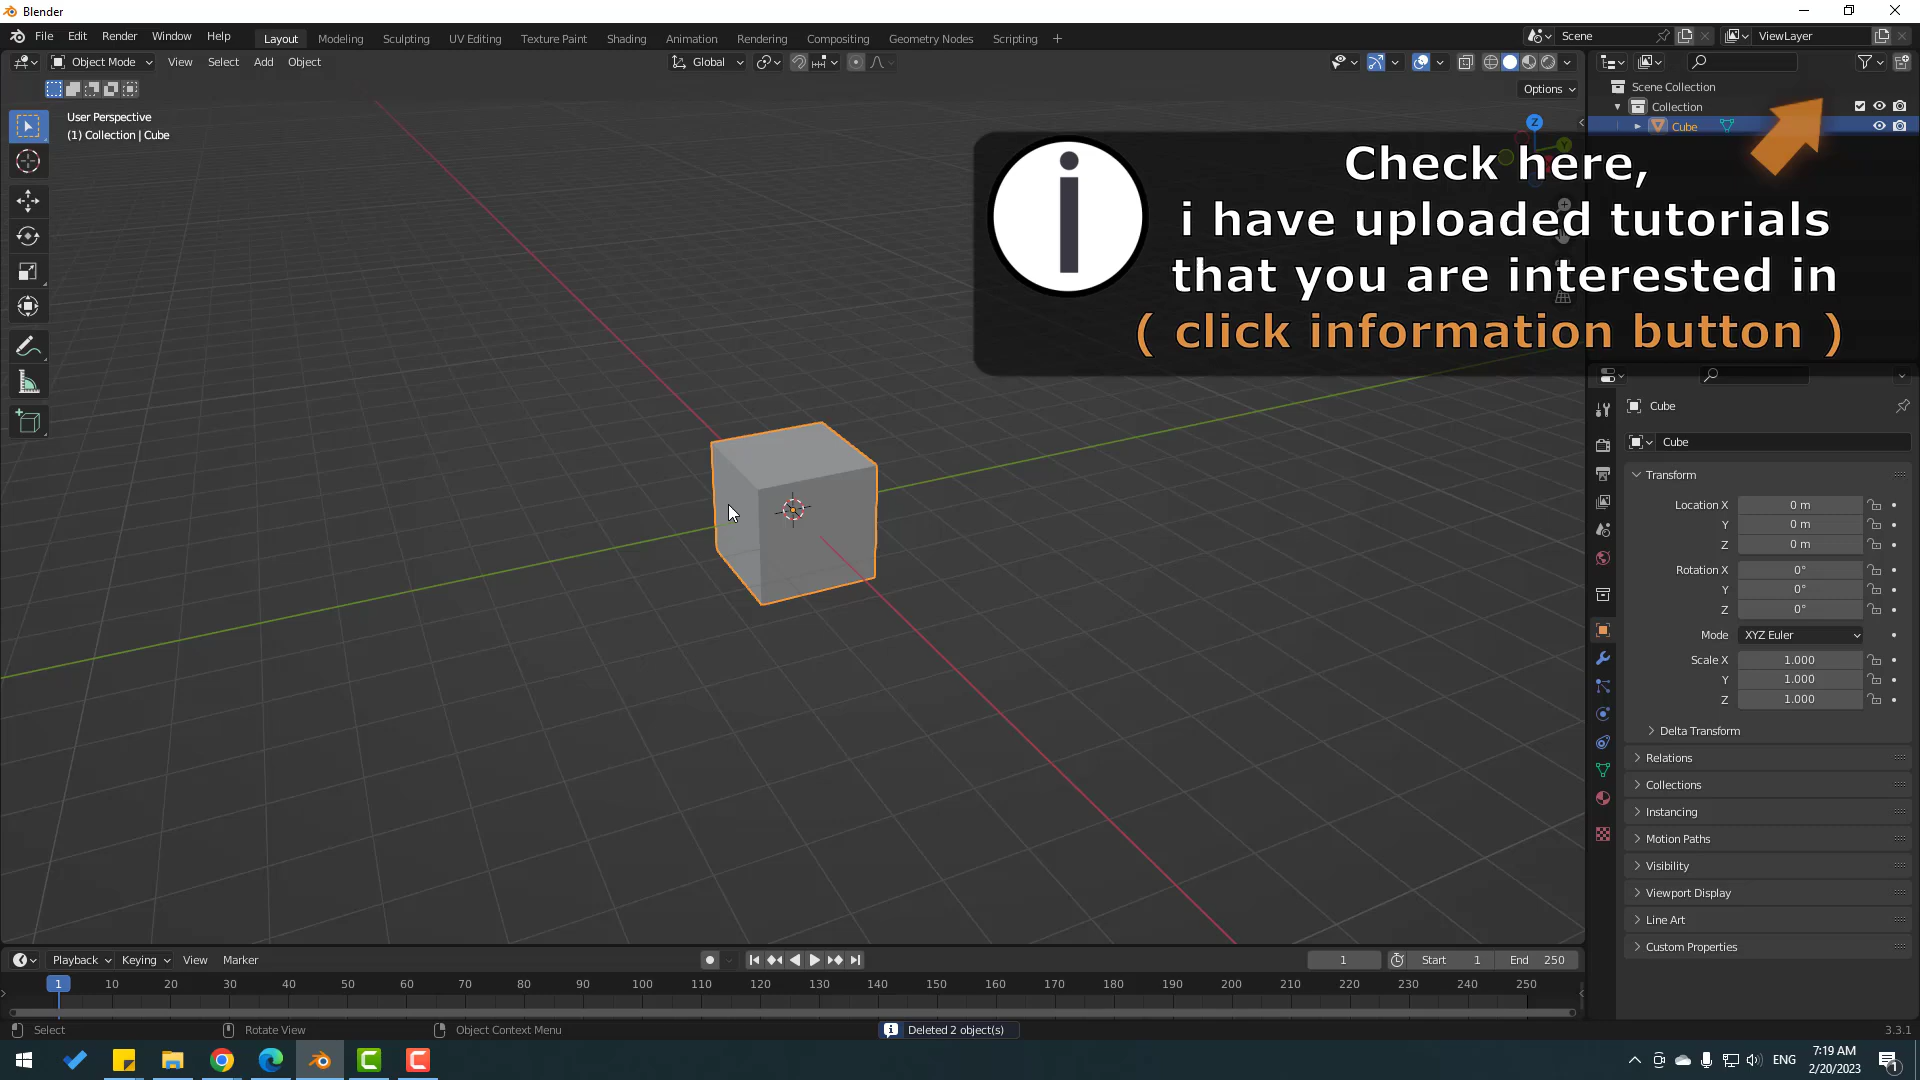 Blender
File Edit Render Window Help
Layout Modeling Sculpting UV Editing Texture Paint Shading Animation Rendering Compositing Geometry Nodes Scripting +
Scene
ViewLayer
Object Mode View Select Add Object
Global
Options
User Perspective
(1) Collection | Cube
Z
Scene Collection
Collection
Cube
Check here,
i have uploaded tutorials
that you are interested in
( click information button )
Cube
Cube
Transform
Location X 0 m
Y 0 m
Z 0 m
Rotation X 0°
Y 0°
Z 0°
Mode XYZ Euler
Scale X 1.000
Y 1.000
Z 1.000
Delta Transform
Relations
Collections
Instancing
Motion Paths
Visibility
Viewport Display
Line Art
Custom Properties
Playback Keying View Marker
1 Start 1 End 250
1 10 20 30 40 50 60 70 80 90 100 110 120 130 140 150 160 170 180 190 200 210 220 230 240 250
Select Rotate View Object Context Menu
Deleted 2 object(s)
3.3.1
ENG
7:19 AM
2/20/2023
1